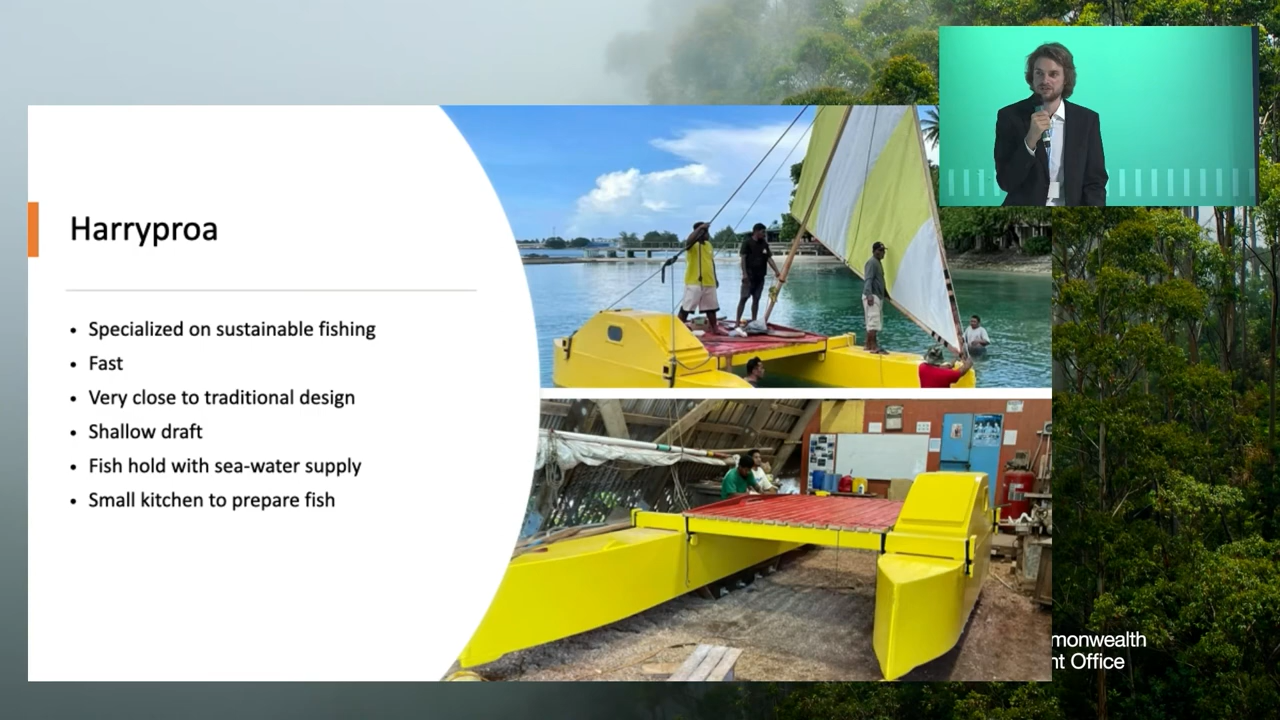 Harryproa
• Specialized on sustainable fishing
• Fast
• Very close to traditional design
• Shallow draft
• Fish hold with sea-water supply
• Small kitchen to prepare fish
monwealth
nt Office